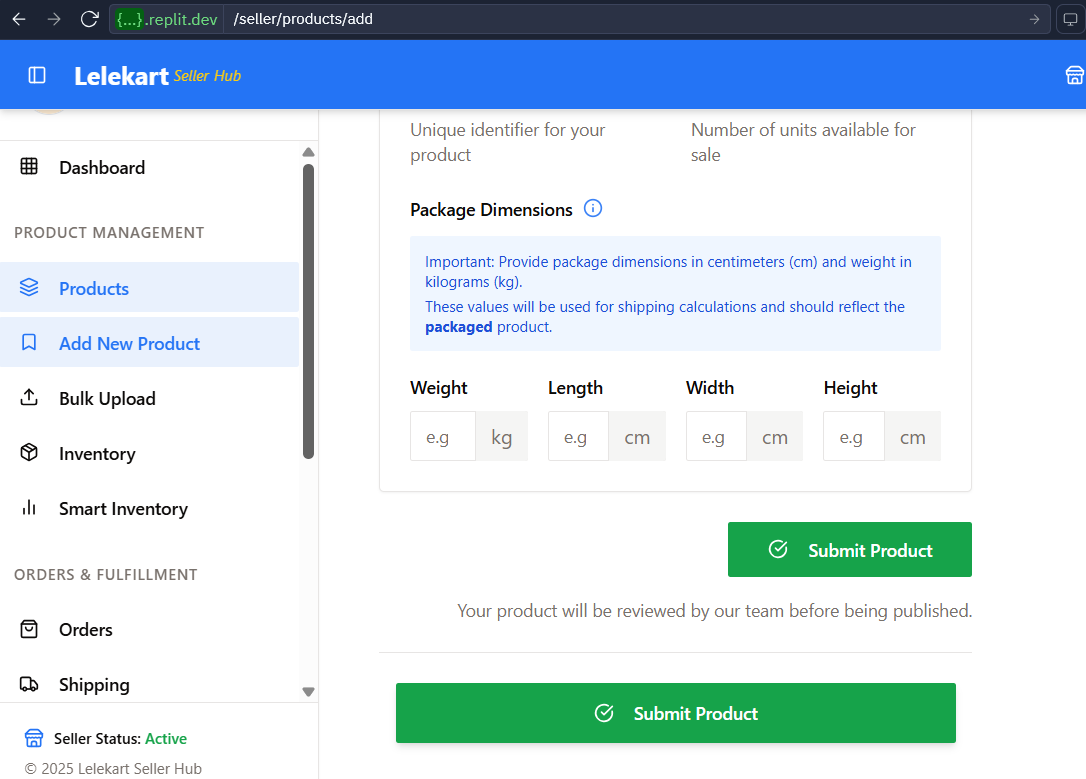 {...}.replit.dev /seller/products/add
Lelekart Seller Hub
Dashboard
PRODUCT MANAGEMENT
Products
Add New Product
Bulk Upload
Inventory
Smart Inventory
ORDERS & FULFILLMENT
Orders
Shipping
Seller Status: Active
© 2025 Lelekart Seller Hub
Unique identifier for your
product
Number of units available for
sale
Package Dimensions
Important: Provide package dimensions in centimeters (cm) and weight in
kilograms (kg).
These values will be used for shipping calculations and should reflect the
packaged product.
Weight Length Width Height
e.g kg e.g cm e.g cm e.g cm
Submit Product
Your product will be reviewed by our team before being published.
Submit Product